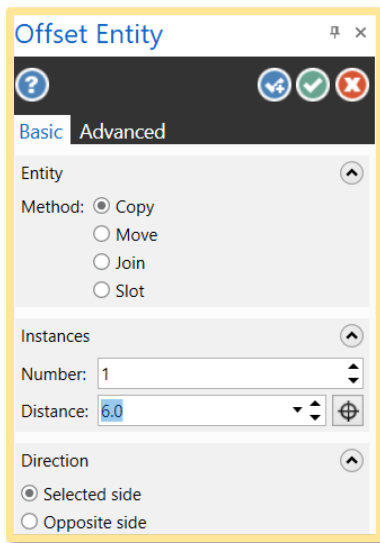 Offset Entity
Basic Advanced
Entity
Method: Copy
Move
Join
Slot
Instances
Number: 1
Distance: 6.0
Direction
Selected side
Opposite side